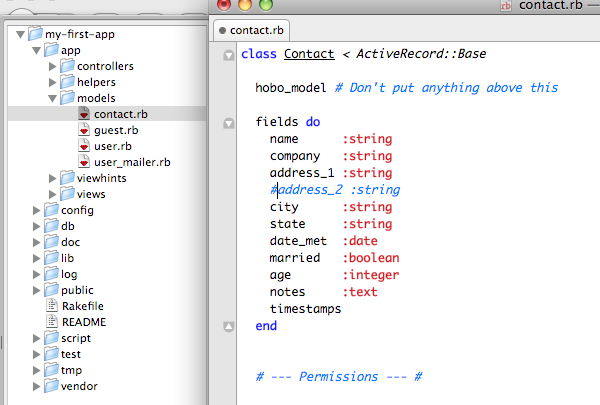 my-first-app
app
controllers
helpers
models
contact.rb
guest.rb
user.rb
user_mailer.rb
viewhints
views
config
db
doc
lib
log
public
Rakefile
README
script
test
tmp
vendor
contact.rb —
contact.rb
class Contact < ActiveRecord::Base
hobo_model # Don't put anything above this
fields do
name :string
company :string
address_1 :string
#address_2 :string
city :string
state :string
date_met :date
married :boolean
age :integer
notes :text
timestamps
end
# --- Permissions --- #